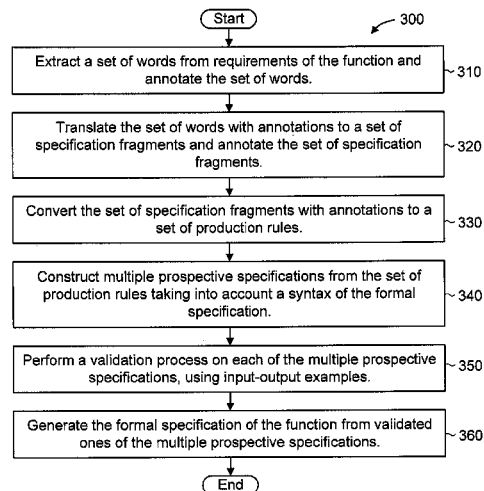 Start
300
Extract a set of words from requirements of the function and
annotate the set of words.
310
Translate the set of words with annotations to a set of
specification fragments and annotate the set of specification
fragments.
320
Convert the set of specification fragments with annotations to a
set of production rules.
330
Construct multiple prospective specifications from the set of
production rules taking into account a syntax of the formal
specification.
340
Perform a validation process on each of the multiple prospective
specifications, using input-output examples.
350
Generate the formal specification of the function from validated
ones of the multiple prospective specifications.
360
End